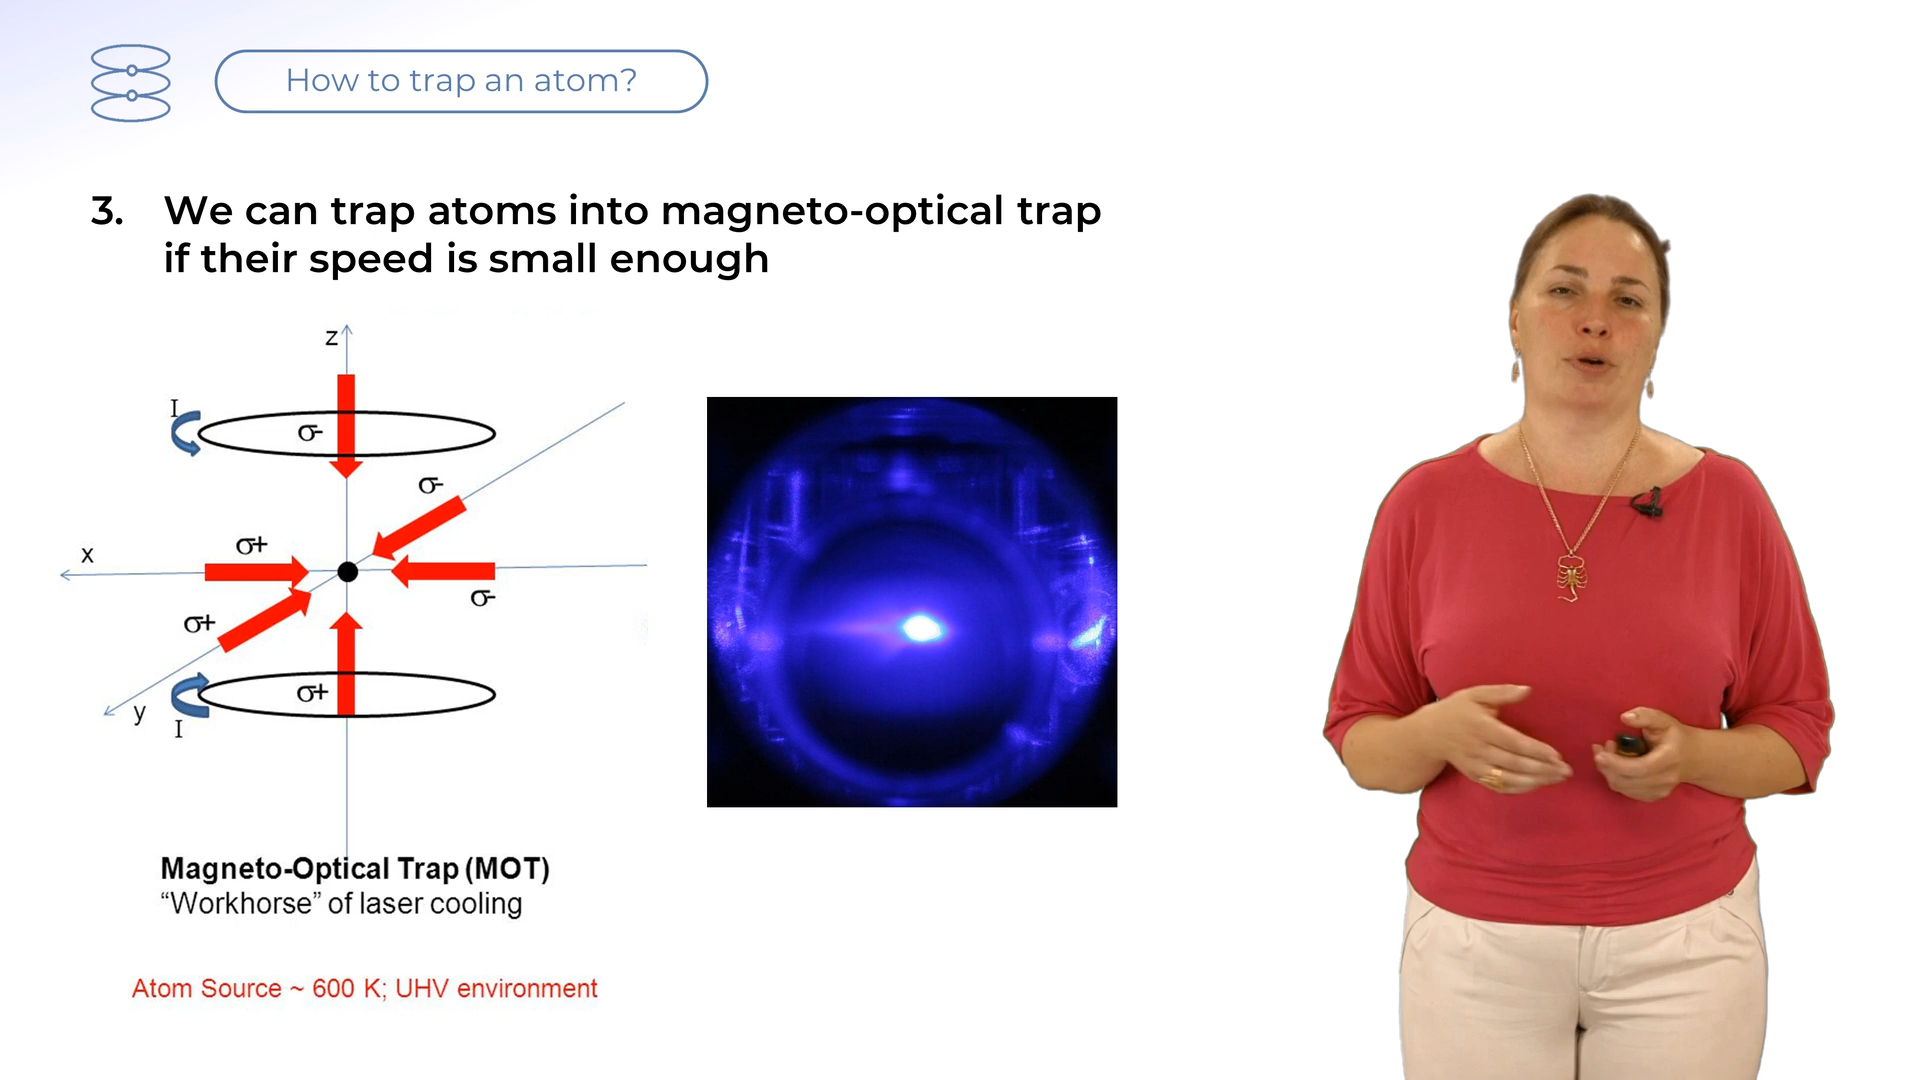 How to trap an atom?
3. We can trap atoms into magneto-optical trap
if their speed is small enough
z
I
σ-
σ-
σ+
x
σ-
σ+
σ+
y
I
Magneto-Optical Trap (MOT)
“Workhorse” of laser cooling
Atom Source ~ 600 K; UHV environment